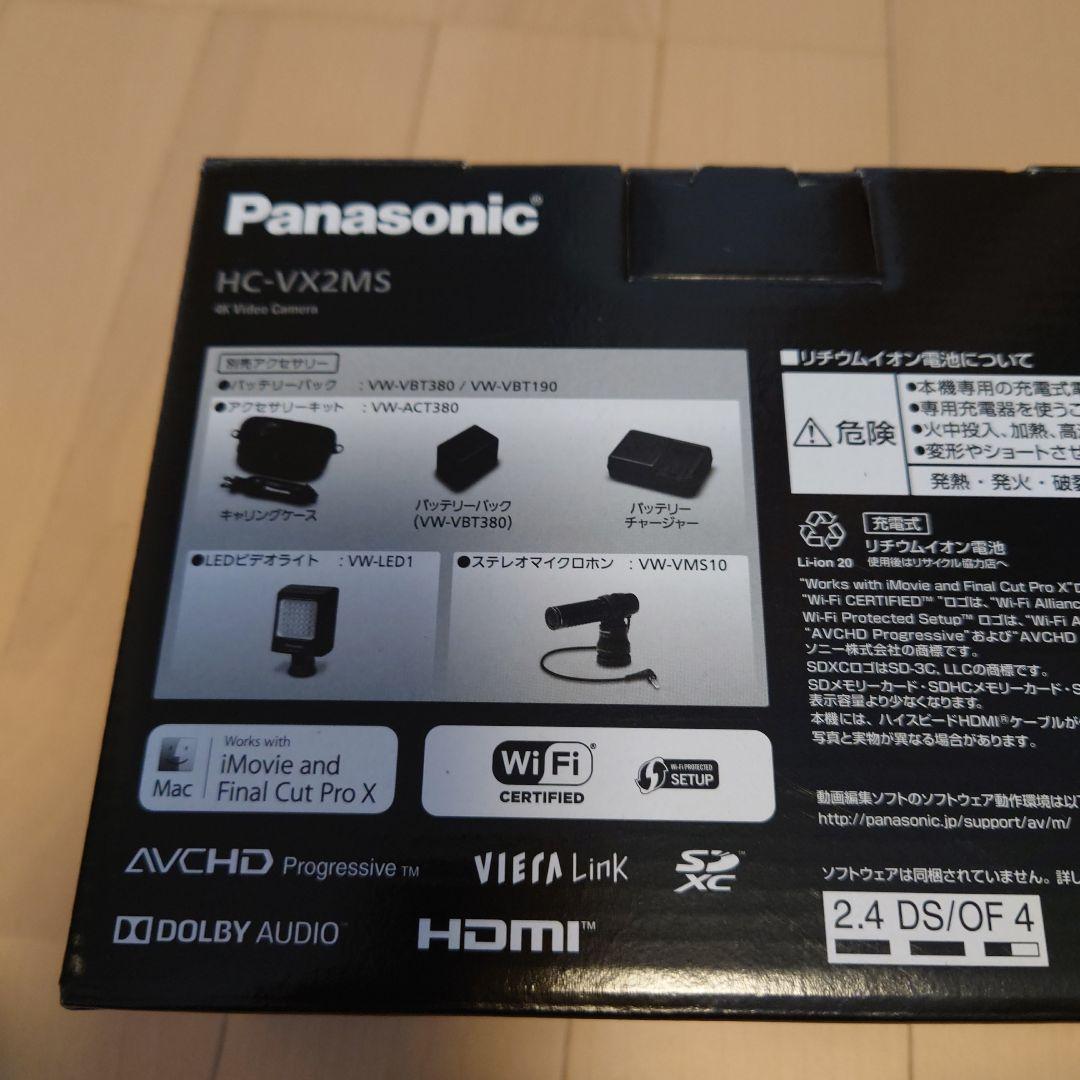 Panasonic®
HC-VX2MS
4K Video Camera
別売アクセサリー
●バッテリーパック : VW-VBT380 / VW-VBT190
●アクセサリーキット : VW-ACT380
キャリングケース
バッテリーパック
(VW-VBT380)
バッテリー
チャージャー
●LEDビデオライト : VW-LED1
●ステレオマイクロホン : VW-VMS10
Mac
Works with
iMovie and
Final Cut Pro X
Wi Fi®
CERTIFIED
Wi-Fi PROTECTED
SETUP
AVCHD Progressive™
VIERA Link
SD XC™
DOLBY AUDIO™
HDMI™
■リチウムイオン電池について
⚠危険
●本機専用の充電式
●専用充電器を使うこ
●火中投入、加熱、高
●変形やショートさせ
発熱・発火・破
Li-ion 20
充電式
リチウムイオン電池
使用後はリサイクル協力店へ
"Works with iMovie and Final Cut Pro X"
"Wi-Fi CERTIFIED™ "ロゴは、"Wi-Fi Allianc
Wi-Fi Protected Setup™ ロゴは、"Wi-Fi A
"AVCHD Progressive"および"AVCHD
ソニー株式会社の商標です。
SDXCロゴはSD-3C, LLCの商標です。
SDメモリーカード・SDHCメモリーカード・S
表示容量より少なくなります。
本機には、ハイスピードHDMI®ケーブルが
写真と実物が異なる場合があります。
動画編集ソフトのソフトウェア動作環境は以
http://panasonic.jp/support/av/m/
ソフトウェアは同梱されていません。詳し
2.4 DS/OF 4